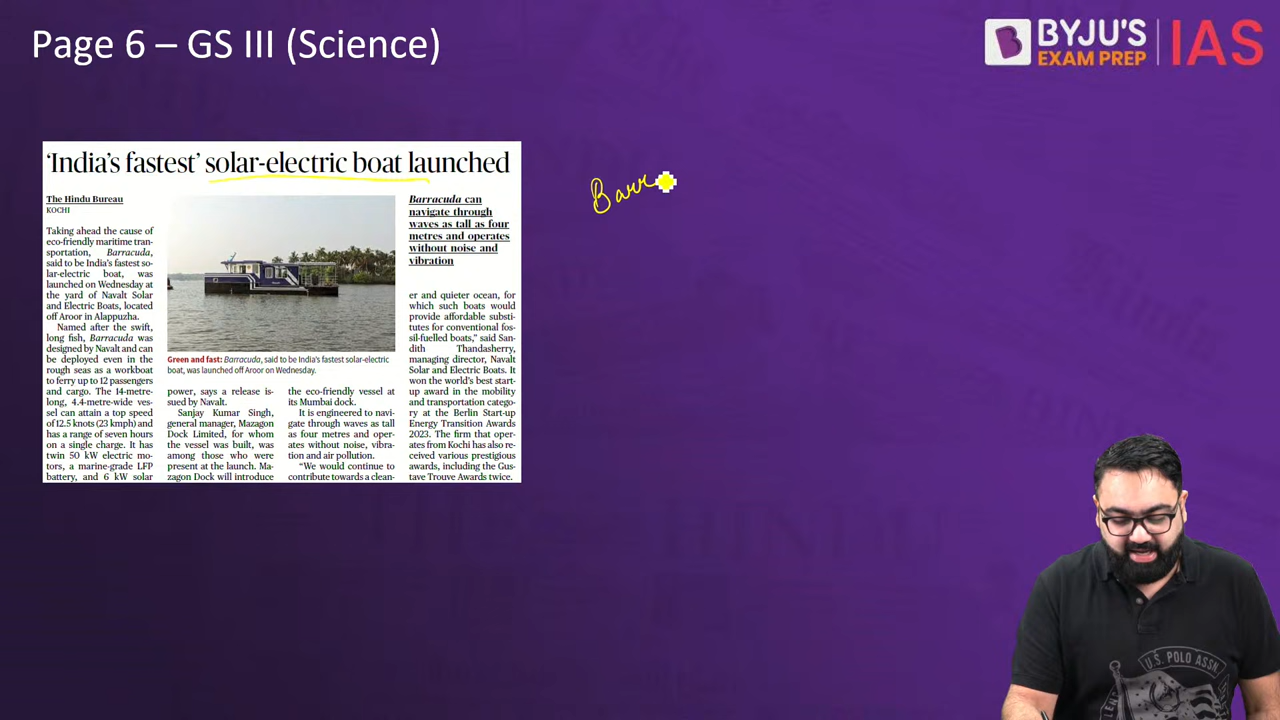 Page 6 – GS III (Science)
BYJU'S
EXAM PREP
IAS
‘India’s fastest’ solar-electric boat launched
The Hindu Bureau
KOCHI
Taking ahead the cause of
eco-friendly maritime tran-
sportation, Barracuda,
said to be India’s fastest so-
lar-electric boat, was
launched on Wednesday at
the yard of Navalt Solar
and Electric Boats, located
off Aroor in Alappuzha.
Named after the swift,
long fish, Barracuda was
designed by Navalt and can
be deployed even in the
rough seas as a workboat
to ferry up to 12 passengers
and cargo. The 14-metre-
long, 4.4-metre-wide ves-
sel can attain a top speed
of 12.5 knots (23 kmph) and
has a range of seven hours
on a single charge. It has
twin 50 kW electric mo-
tors, a marine-grade LFP
battery, and 6 kW solar
Green and fast: Barracuda, said to be India’s fastest solar-electric
boat, was launched off Aroor on Wednesday.
power, says a release is-
sued by Navalt.
Sanjay Kumar Singh,
general manager, Mazagon
Dock Limited, for whom
the vessel was built, was
among those who were
present at the launch. Ma-
zagon Dock will introduce
the eco-friendly vessel at
its Mumbai dock.
It is engineered to navi-
gate through waves as tall
as four metres and oper-
ates without noise, vibra-
tion and air pollution.
“We would continue to
contribute towards a clean-
Barracuda can
navigate through
waves as tall as four
metres and operates
without noise and
vibration
er and quieter ocean, for
which such boats would
provide affordable substi-
tutes for conventional fos-
sil-fuelled boats,” said San-
dith Thandasherry,
managing director, Navalt
Solar and Electric Boats. It
won the world’s best start-
up award in the mobility
and transportation catego-
ry at the Berlin Start-up
Energy Transition Awards
2023. The firm that oper-
ates from Kochi has also re-
ceived various prestigious
awards, including the Gus-
tave Trouve Awards twice.
Barr
U.S. POLO ASSN.